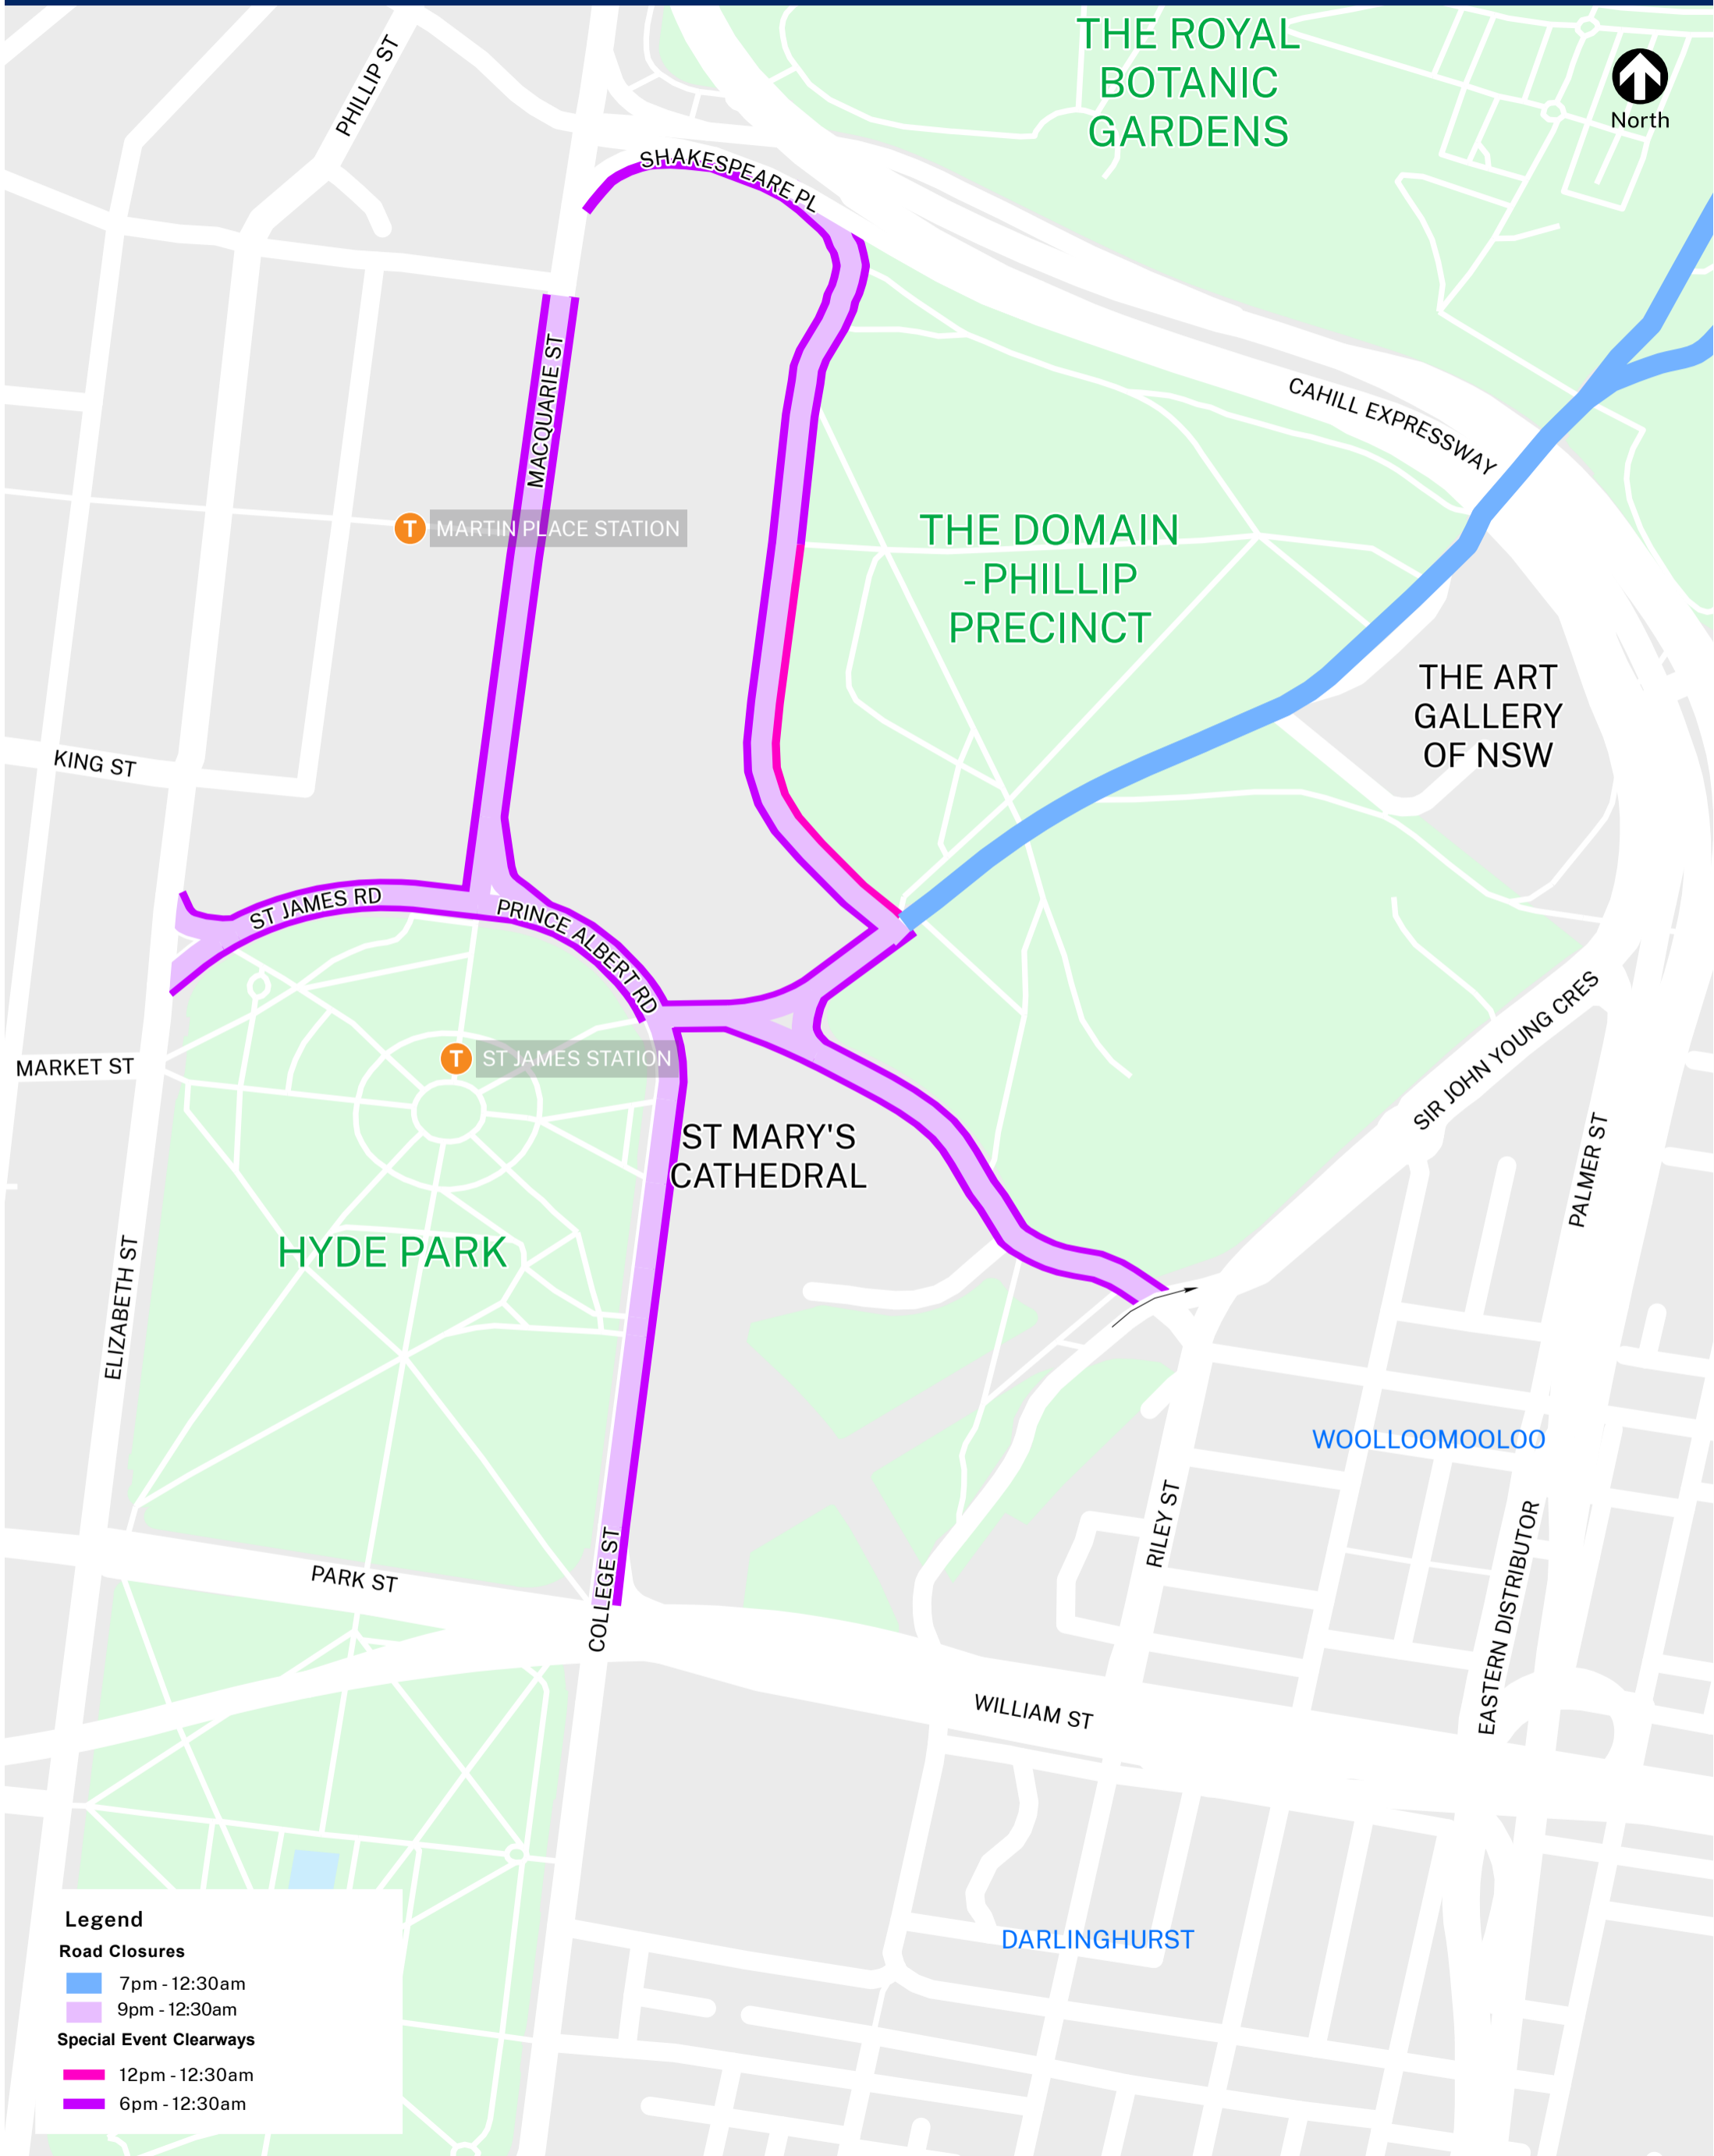 THE ROYAL
BOTANIC
GARDENS
North
PHILLIP ST
SHAKESPEARE PL
MACQUARIE ST
CAHILL EXPRESSWAY
T MARTIN PLACE STATION
THE DOMAIN
- PHILLIP
PRECINCT
THE ART
GALLERY
OF NSW
KING ST
ST JAMES RD
PRINCE ALBERT RD
MARKET ST
T ST JAMES STATION
SIR JOHN YOUNG CRES
ST MARY'S
CATHEDRAL
PALMER ST
HYDE PARK
ELIZABETH ST
WOOLLOOMOOLOO
RILEY ST
COLLEGE ST
PARK ST
EASTERN DISTRIBUTOR
WILLIAM ST
DARLINGHURST
Legend
Road Closures
7pm - 12:30am
9pm - 12:30am
Special Event Clearways
12pm - 12:30am
6pm - 12:30am